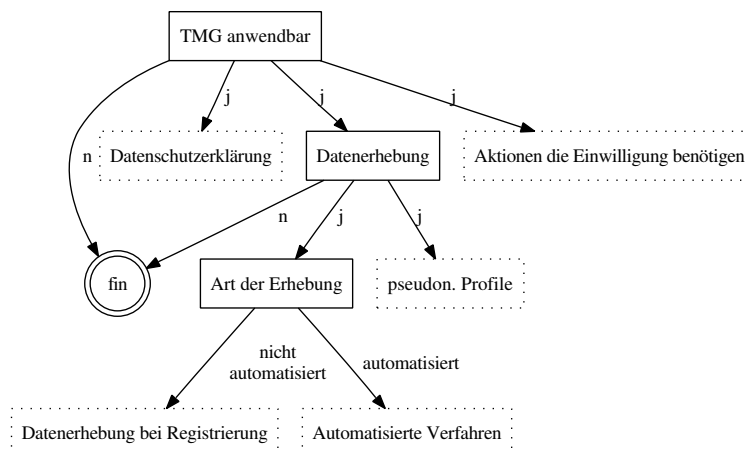 TMG anwendbar
n
j
j
j
Datenschutzerklärung
Datenerhebung
Aktionen die Einwilligung benötigen
n
j
j
fin
Art der Erhebung
pseudon. Profile
nicht
automatisiert
automatisiert
Datenerhebung bei Registrierung
Automatisierte Verfahren